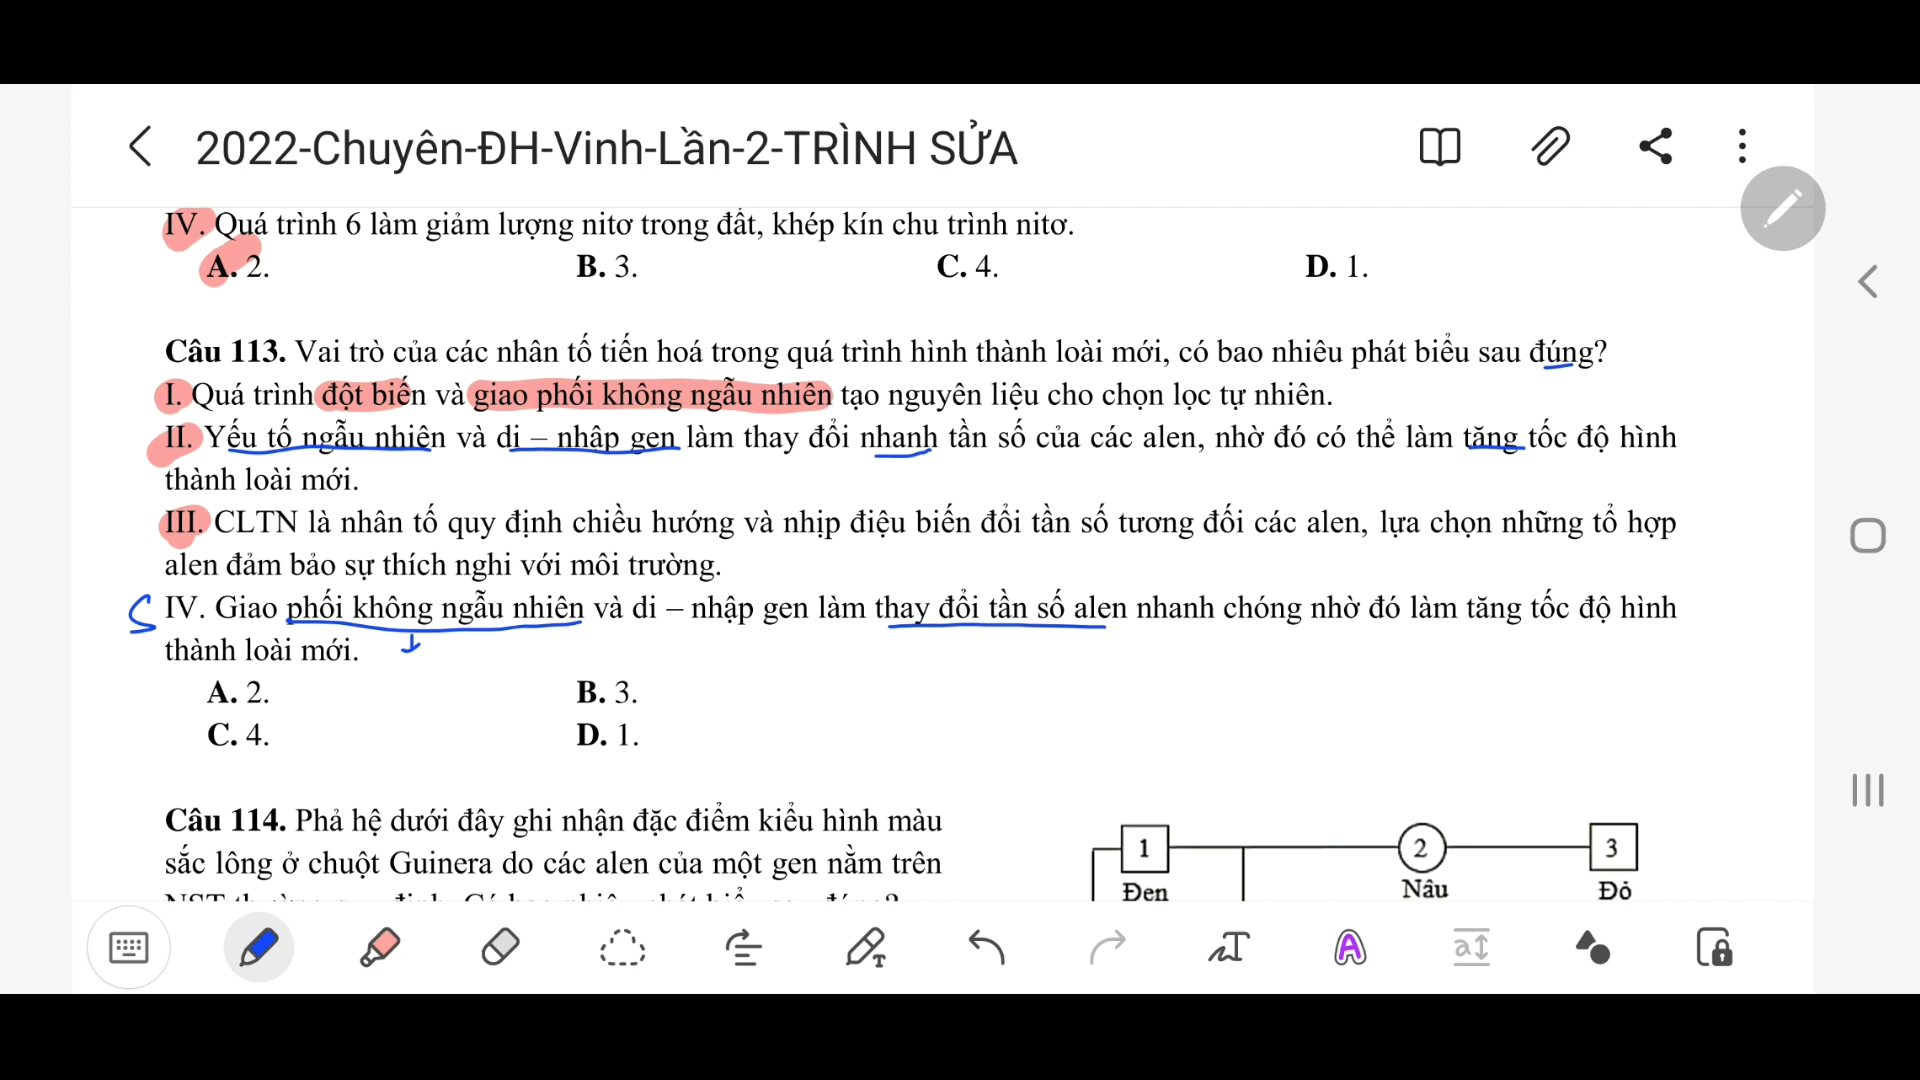 2022-Chuyên-ĐH-Vinh-Lần-2-TRÌNH SỬA
IV. Quá trình 6 làm giảm lượng nitơ trong đất, khép kín chu trình nitơ.
A. 2. B. 3. C. 4. D. 1.
Câu 113. Vai trò của các nhân tố tiến hoá trong quá trình hình thành loài mới, có bao nhiêu phát biểu sau đúng?
I. Quá trình đột biến và giao phối không ngẫu nhiên tạo nguyên liệu cho chọn lọc tự nhiên.
II. Yếu tố ngẫu nhiên và di – nhập gen làm thay đổi nhanh tần số của các alen, nhờ đó có thể làm tăng tốc độ hình
thành loài mới.
III. CLTN là nhân tố quy định chiều hướng và nhịp điệu biến đổi tần số tương đối các alen, lựa chọn những tổ hợp
alen đảm bảo sự thích nghi với môi trường.
S IV. Giao phối không ngẫu nhiên và di – nhập gen làm thay đổi tần số alen nhanh chóng nhờ đó làm tăng tốc độ hình
thành loài mới.
A. 2. B. 3.
C. 4. D. 1.
Câu 114. Phả hệ dưới đây ghi nhận đặc điểm kiểu hình màu
sắc lông ở chuột Guinera do các alen của một gen nằm trên
1 2 3
Đen Nâu Đỏ